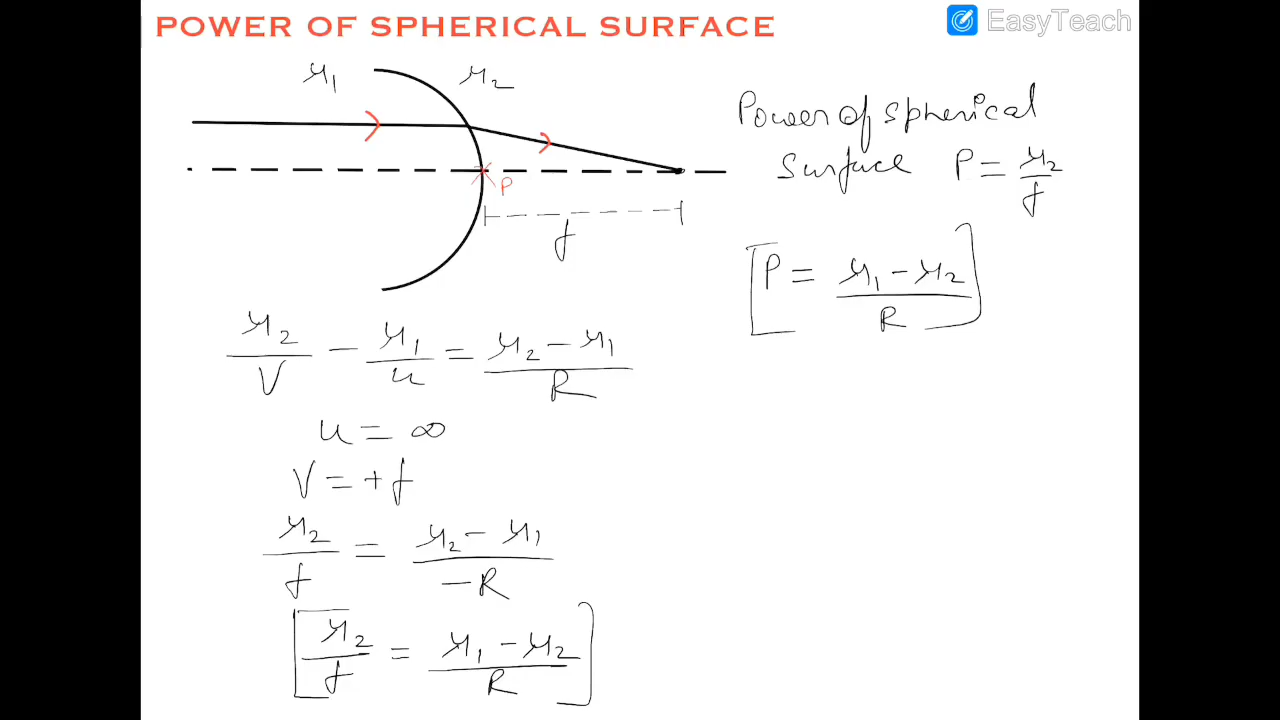 POWER OF SPHERICAL SURFACE
EasyTeach
μ₁ μ₂
P
f
Power of spherical
Surface P = μ₂/f
[P = (μ₁ - μ₂)/R]
μ₂/V - μ₁/u = (μ₂ - μ₁)/R
u = ∞
V = +f
μ₂/f = (μ₂ - μ₁)/-R
[μ₂/f = (μ₁ - μ₂)/R]